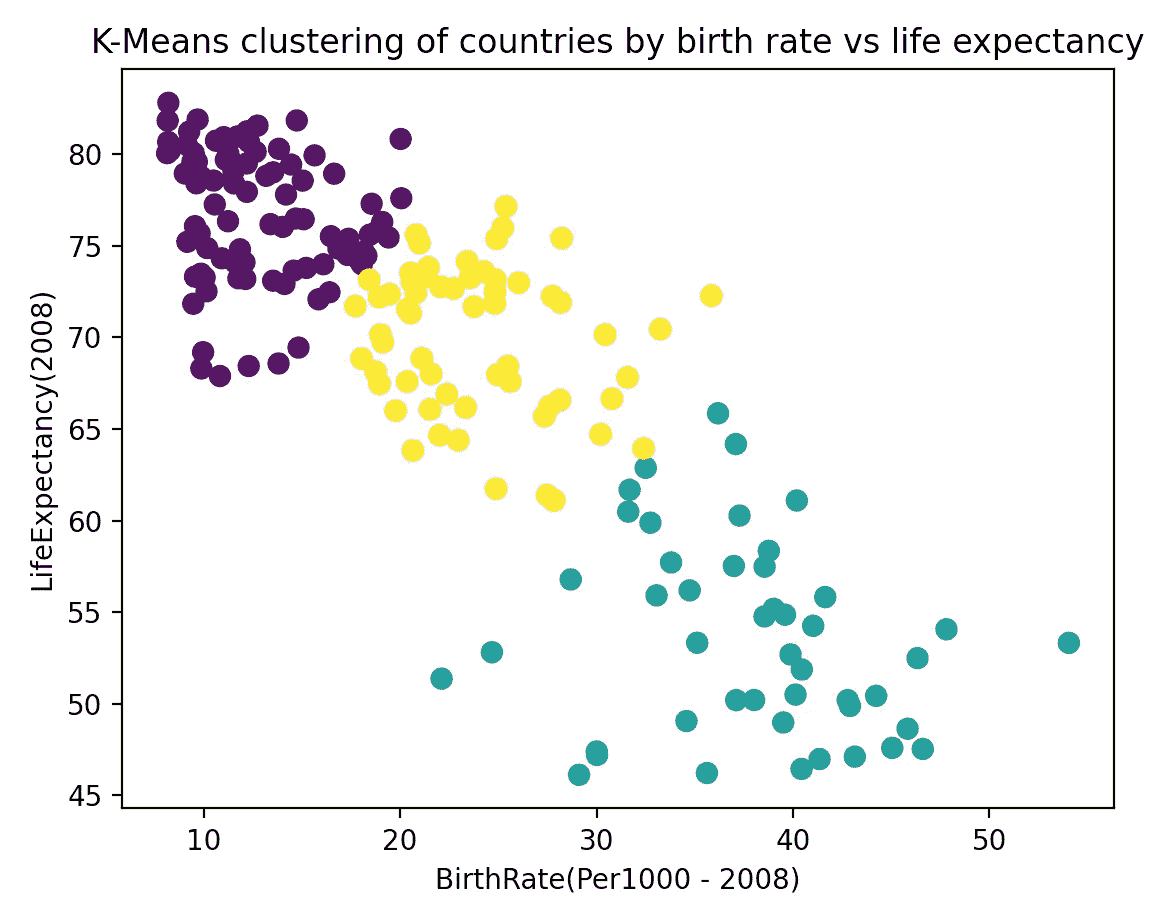 K-Means clustering of countries by birth rate vs life expectancy
80
75
70
65
60
55
50
45
LifeExpectancy(2008)
10 20 30 40 50
BirthRate(Per1000 - 2008)